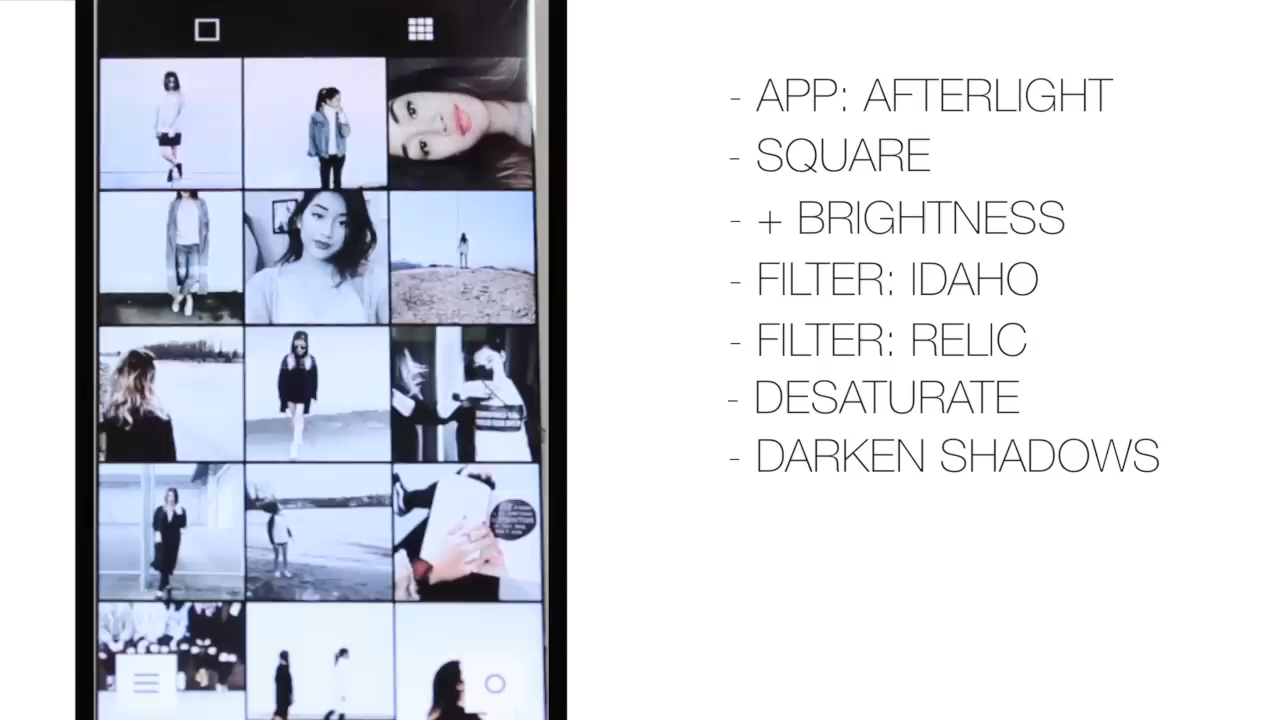 - APP: AFTERLIGHT
- SQUARE
- + BRIGHTNESS
- FILTER: IDAHO
- FILTER: RELIC
- DESATURATE
- DARKEN SHADOWS